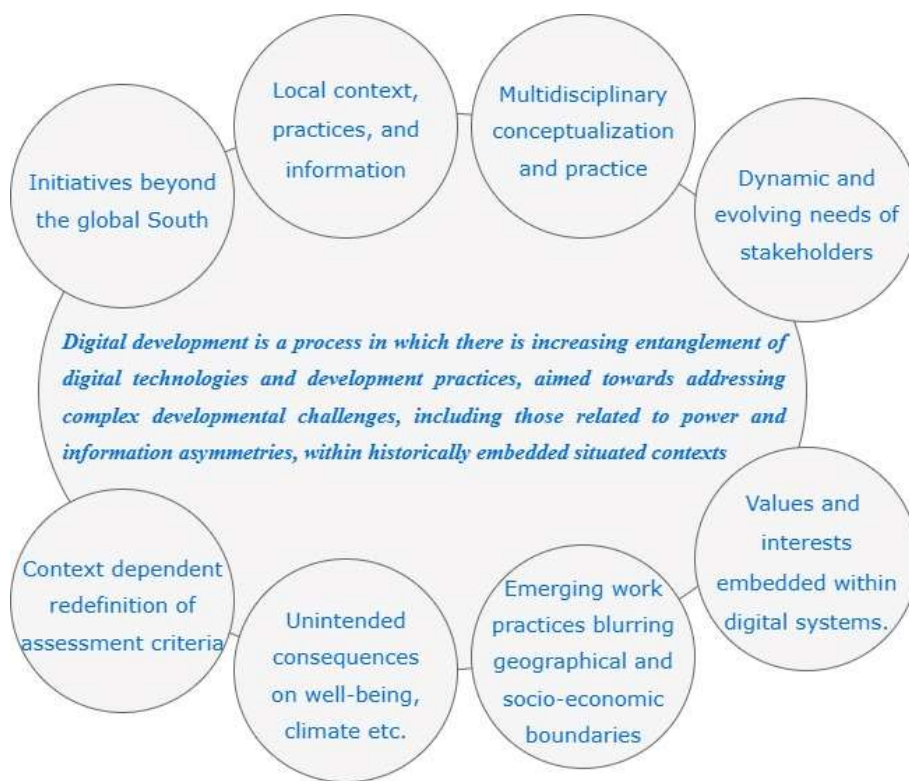 Local context,
practices, and
information
Multidisciplinary
conceptualization
and practice
Initiatives beyond
the global South
Dynamic and
evolving needs of
stakeholders
Digital development is a process in which there is increasing entanglement of
digital technologies and development practices, aimed towards addressing
complex developmental challenges, including those related to power and
information asymmetries, within historically embedded situated contexts
Values and
interests
embedded within
digital systems.
Context dependent
redefinition of
assessment criteria
Unintended
consequences
on well-being,
climate etc.
Emerging work
practices blurring
geographical and
socio-economic
boundaries